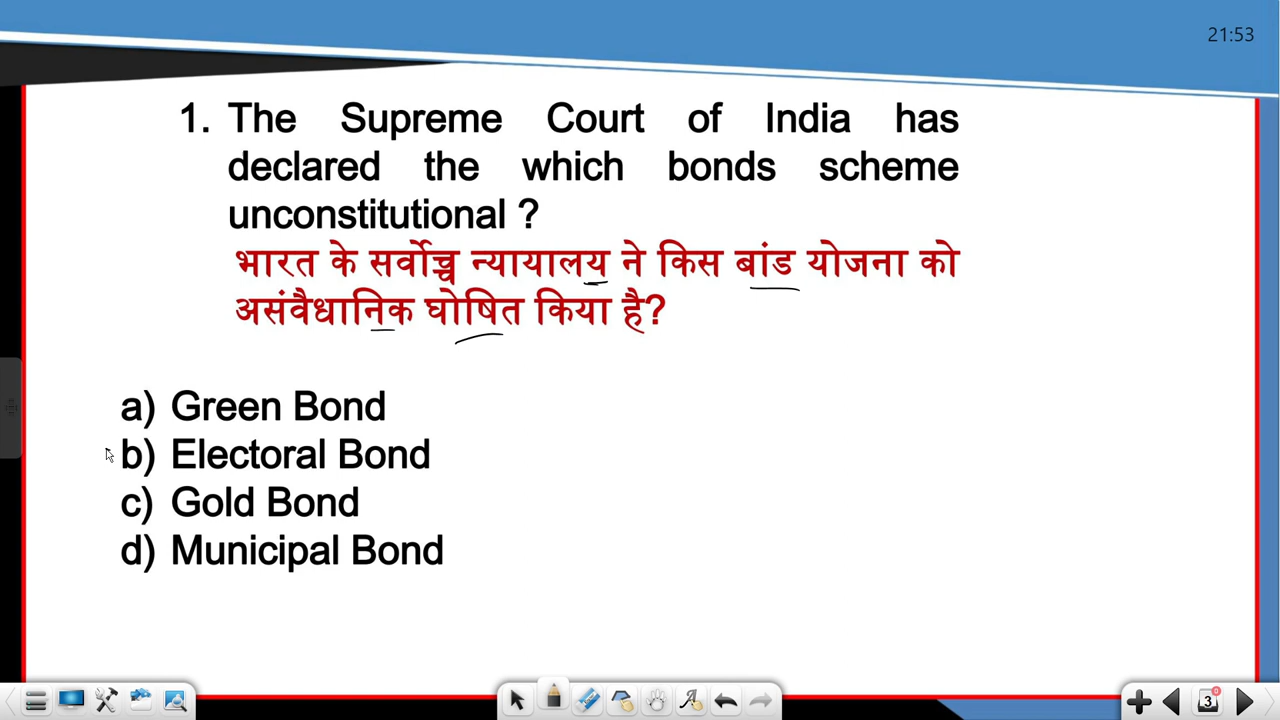 21:53
1. The Supreme Court of India has
declared the which bonds scheme
unconstitutional ?
भारत के सर्वोच्च न्यायालय ने किस बांड योजना को
असंवैधानिक घोषित किया है?
a) Green Bond
b) Electoral Bond
c) Gold Bond
d) Municipal Bond
3
0